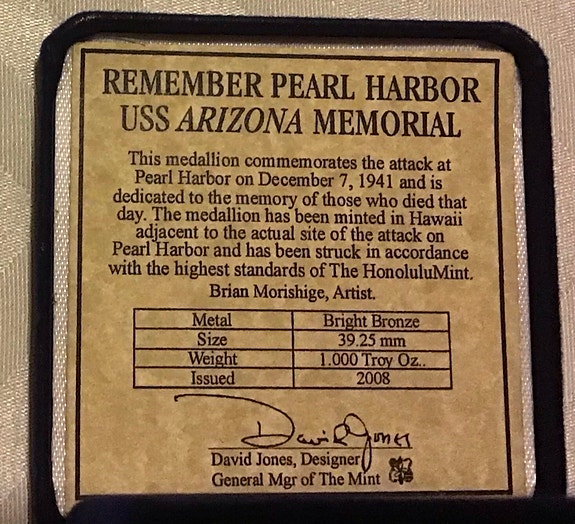 REMEMBER PEARL HARBOR
USS ARIZONA MEMORIAL
This medallion commemorates the attack at
Pearl Harbor on December 7, 1941 and is
dedicated to the memory of those who died that
day. The medallion has been minted in Hawaii
adjacent to the actual site of the attack on
Pearl Harbor and has been struck in accordance
with the highest standards of The HonoluluMint.
Brian Morishige, Artist.
Metal Bright Bronze
Size 39.25 mm
Weight 1.000 Troy Oz..
Issued 2008
David Jones
David Jones, Designer
General Mgr of The Mint